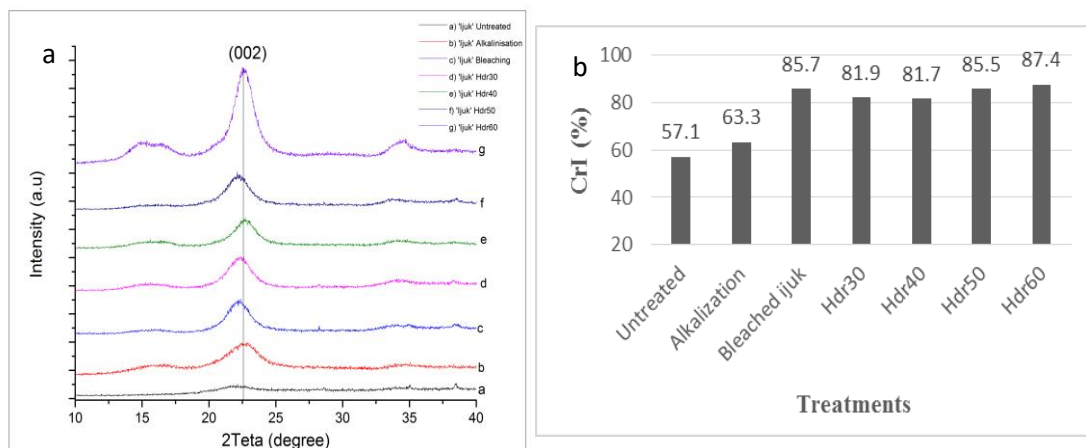 a
(002)
a) 'Ijuk' Untreated
b) 'Ijuk' Alkalinisation
c) 'Ijuk' Bleaching
d) 'Ijuk' Hdr30
e) 'Ijuk' Hdr40
f) 'Ijuk' Hdr50
g) 'Ijuk' Hdr60
Intensity (a.u)
g
f
e
d
c
b
a
10 15 20 25 30 35 40
2Teta (degree)
b
CrI (%)
100
80
60
40
20
57.1
63.3
85.7
81.9
81.7
85.5
87.4
Untreated
Alkalization
Bleached Ijuk
Hdr30
Hdr40
Hdr50
Hdr60
Treatments